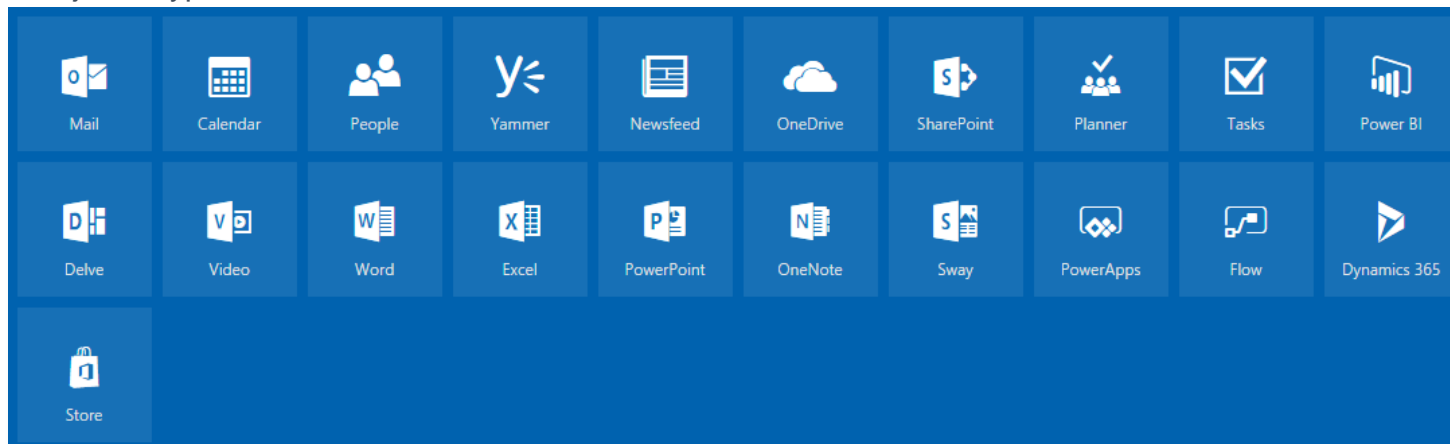 Mail Calendar People Yammer Newsfeed OneDrive SharePoint Planner Tasks Power BI
Delve Video Word Excel PowerPoint OneNote Sway PowerApps Flow Dynamics 365
Store